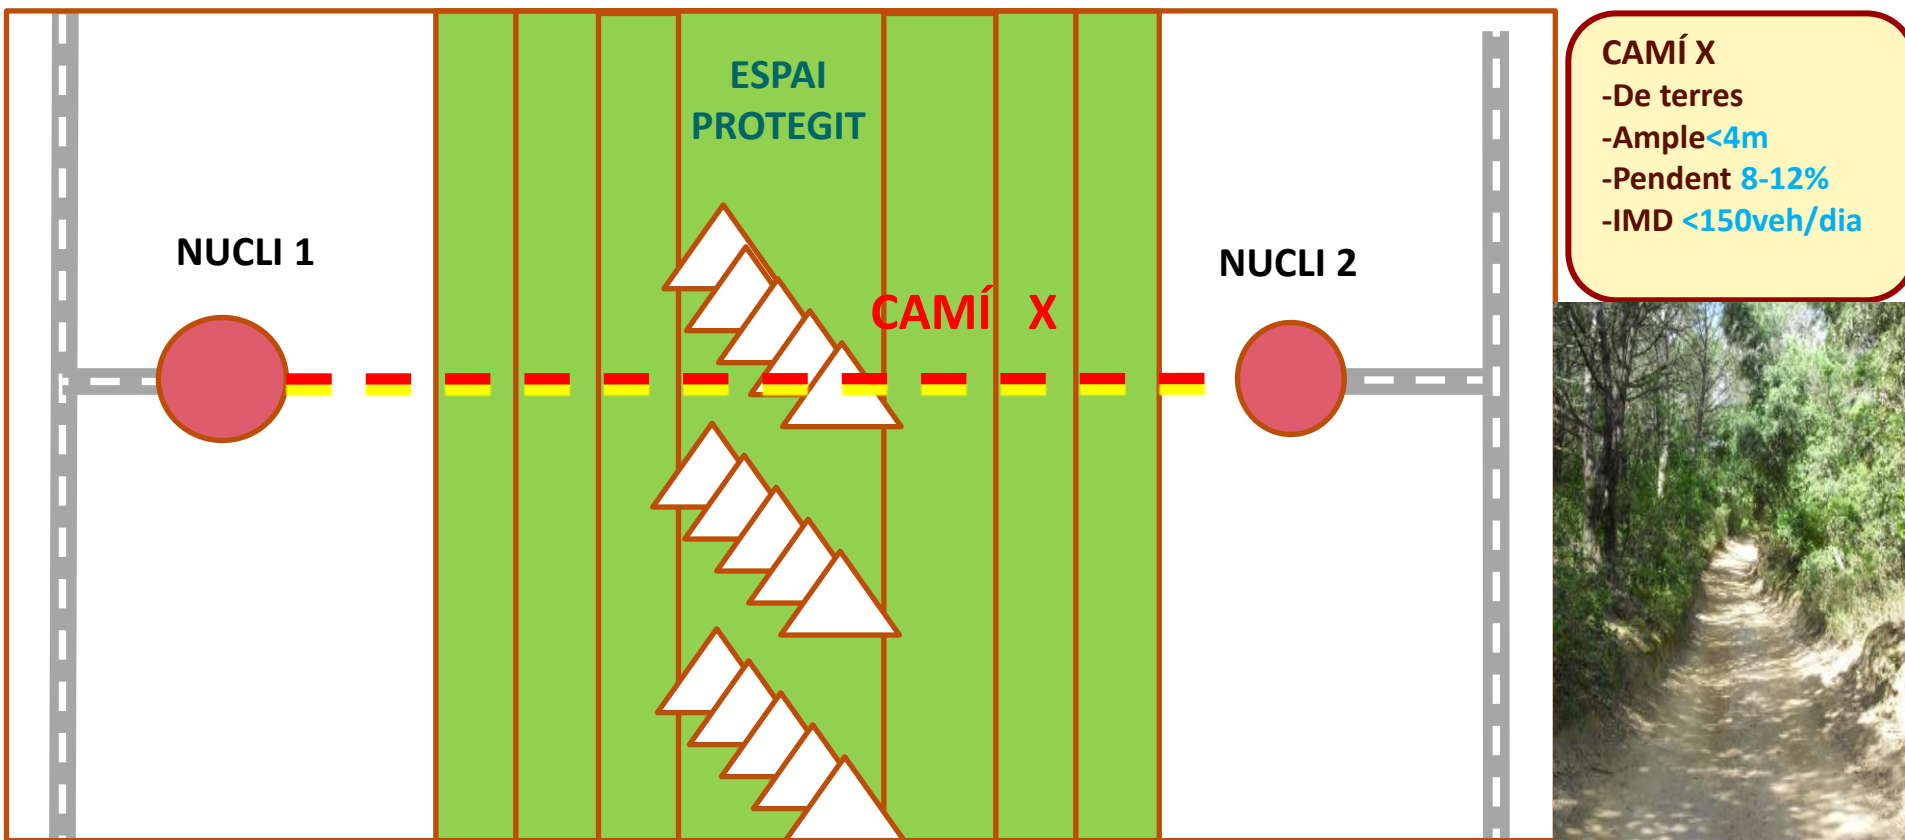 ESPAI
PROTEGIT
NUCLI 1
CAMÍ X
NUCLI 2
CAMÍ X
-De terres
-Ample<4m
-Pendent 8-12%
-IMD <150veh/dia